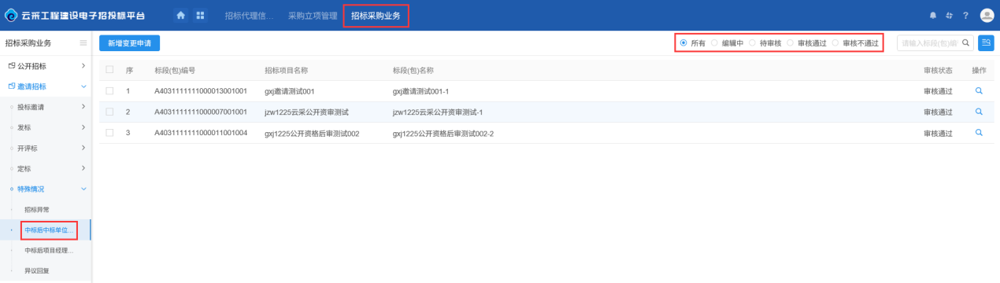 云采工程建设电子招投标平台 招标代理信... 采购立项管理 招标采购业务 ?
招标采购业务
公开招标
邀请招标
投标邀请
发标
开评标
定标
特殊情况
招标异常
中标后中标单位...
中标后项目经理...
异议回复
新增变更申请 所有 编辑中 待审核 审核通过 审核不通过 请输入标段(包)编
序 标段(包)编号 招标项目名称 标段(包)名称 审核状态 操作
1 A4031111111000013001001 gxj邀请测试001 gxj邀请测试001-1 审核通过
2 A4031111111000007001001 jzw1225云采公开资审测试 jzw1225云采公开资审测试-1 审核通过
3 A4031111111000011001004 gxj1225公开资格后审测试002 gxj1225公开资格后审测试002-2 审核通过